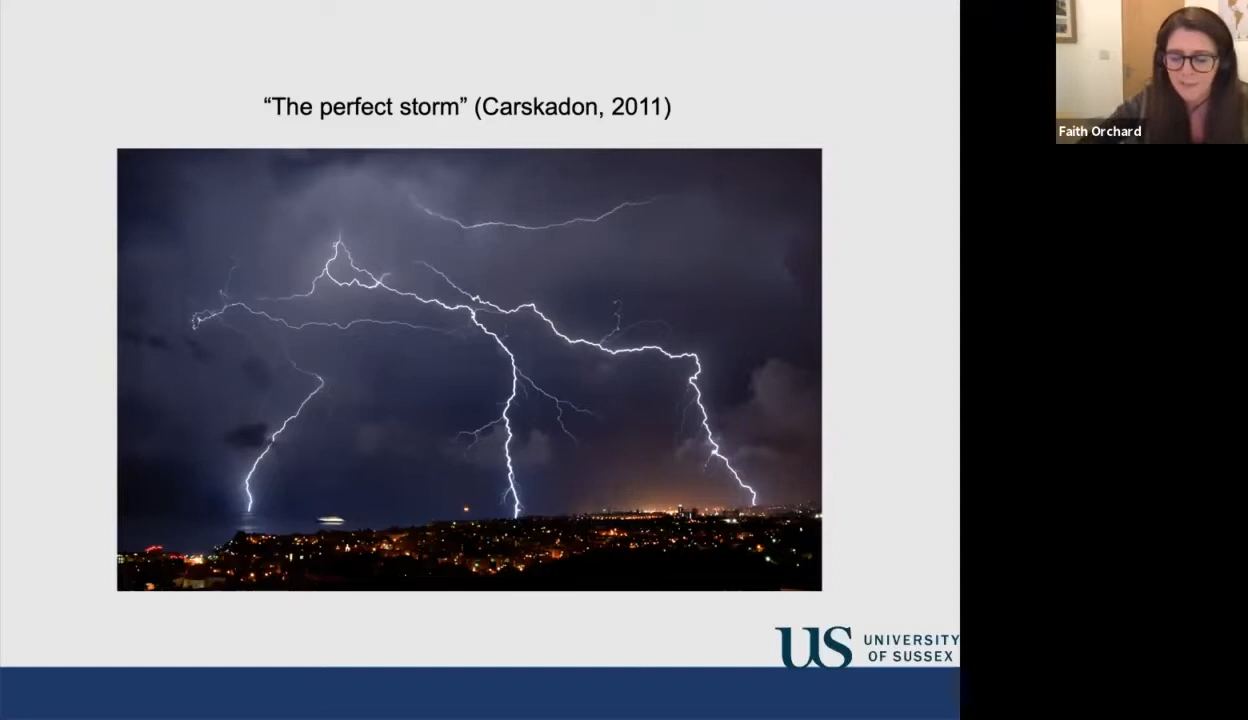 “The perfect storm” (Carskadon, 2011)
Faith Orchard
US UNIVERSITY
OF SUSSEX